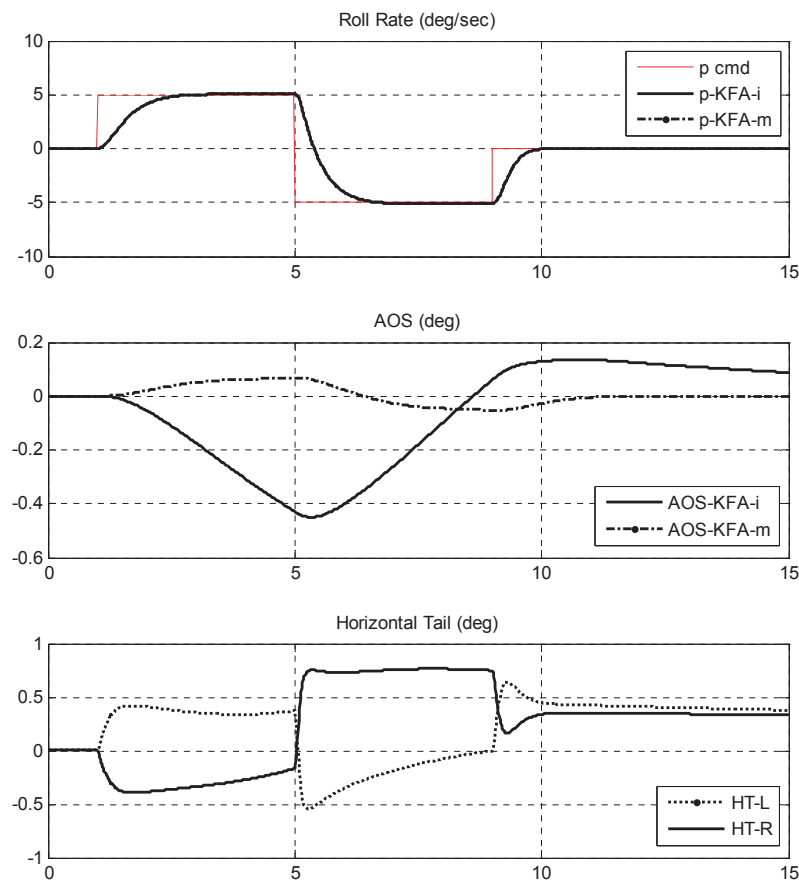 Roll Rate (deg/sec)
10
5
0
-5
-10
p cmd
p-KFA-i
p-KFA-m
0
5
10
15
AOS (deg)
0.2
0
-0.2
-0.4
-0.6
AOS-KFA-i
AOS-KFA-m
0
5
10
15
Horizontal Tail (deg)
1
0.5
0
-0.5
-1
HT-L
HT-R
0
5
10
15